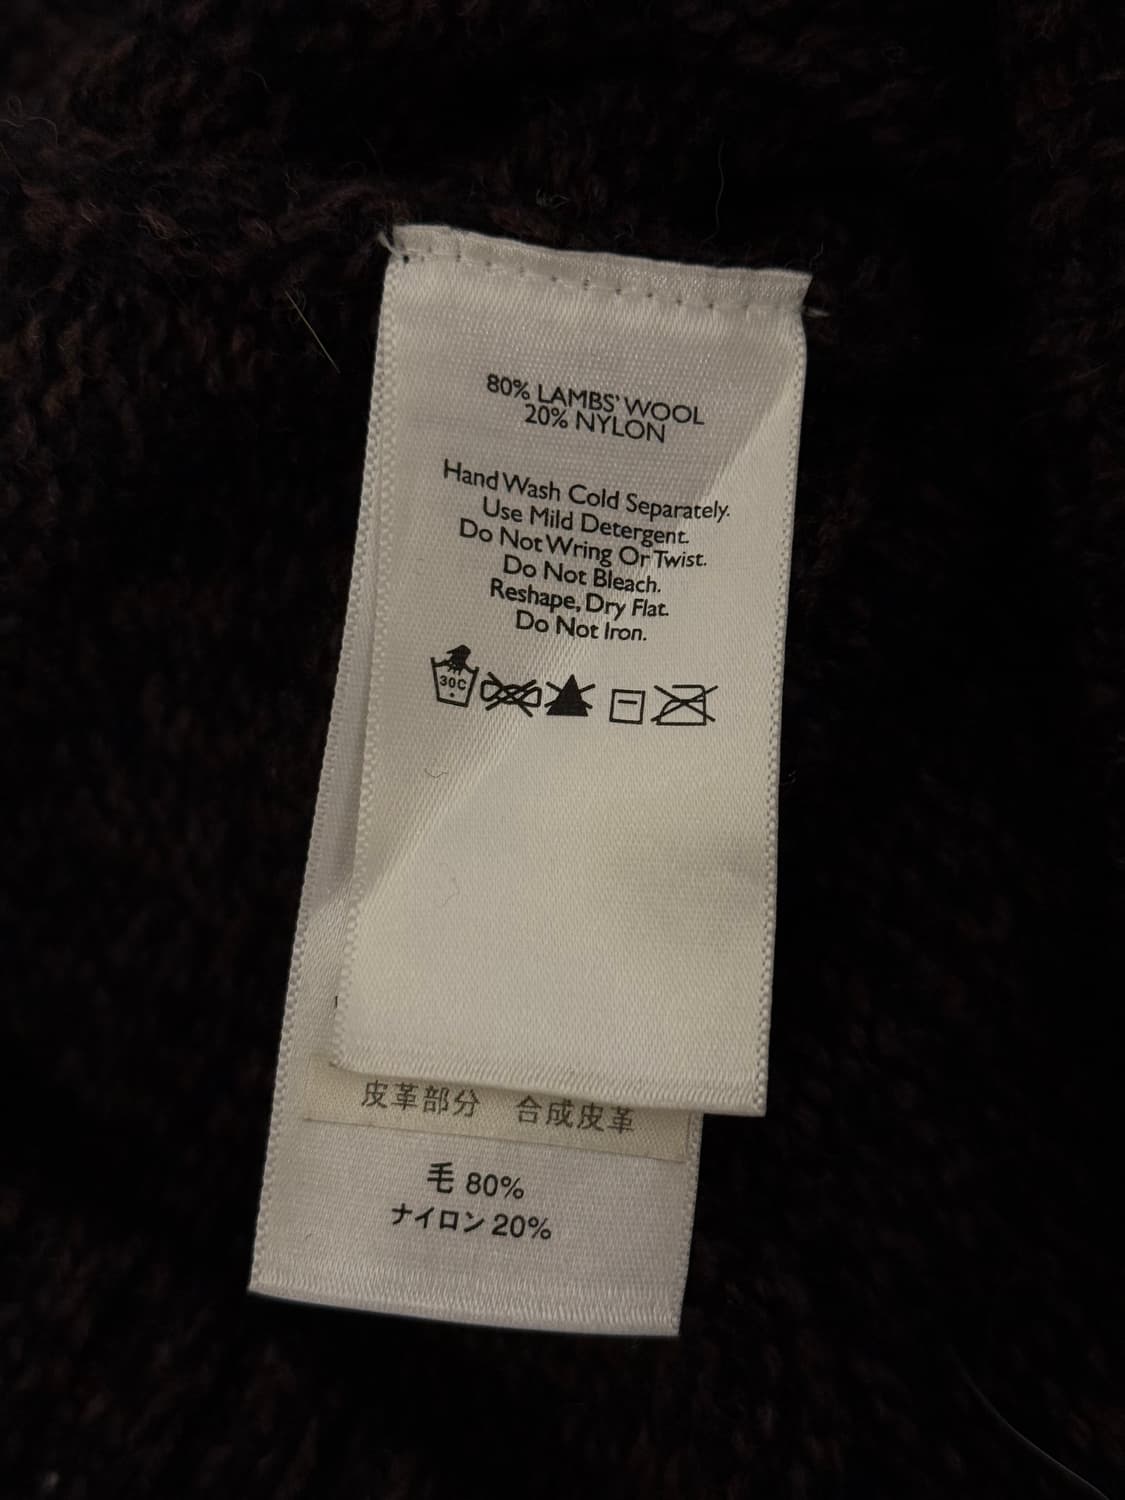 80% LAMBS' WOOL
20% NYLON
Hand Wash Cold Separately.
Use Mild Detergent.
Do Not Wring Or Twist.
Do Not Bleach.
Reshape, Dry Flat.
Do Not Iron.
30C
皮革部分 合成皮革
毛 80%
ナイロン 20%